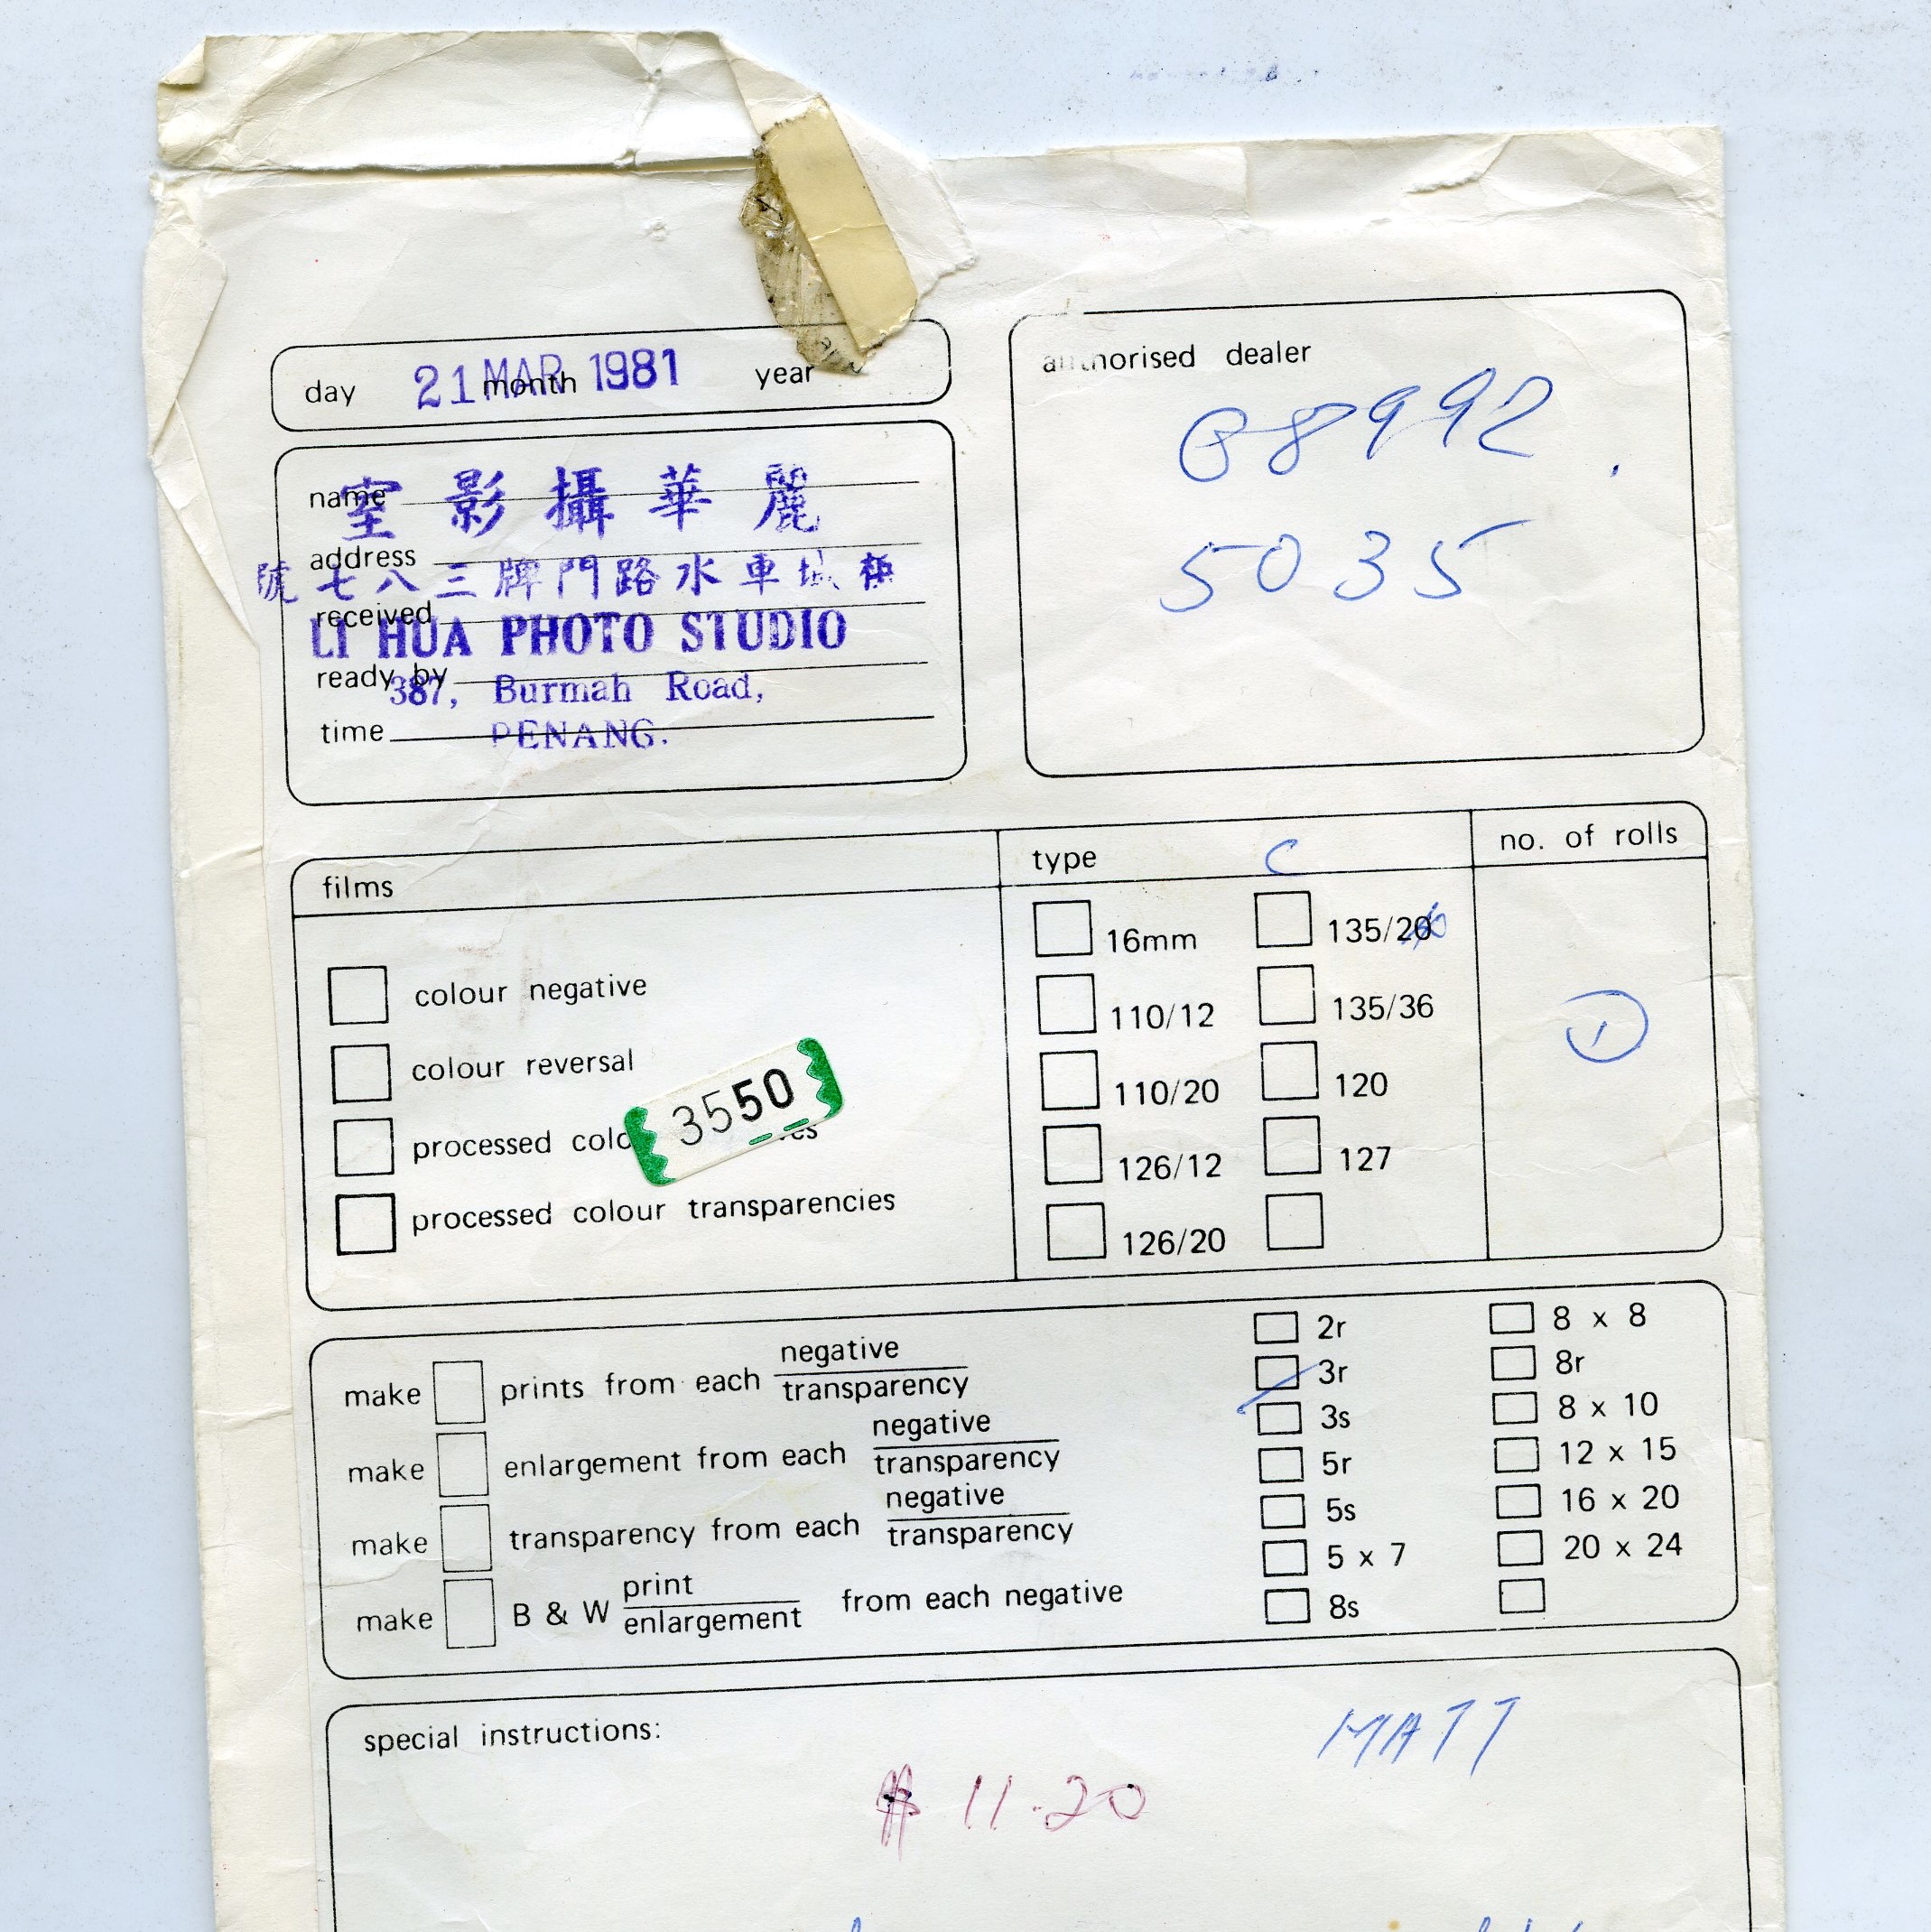 day 21 MAR 1981 month year
authorised dealer
G8992
5035
name
室影攝華麗
address
號七八三牌門路水車城檳
received
LI HUA PHOTO STUDIO
ready by
387, Burmah Road,
time
PENANG.
films
type C
no. of rolls
colour negative
colour reversal
processed colo
3550
es
processed colour transparencies
16mm
135/20
110/12
135/36
110/20
120
126/12
127
126/20
1
make prints from each negative
transparency
make enlargement from each negative
transparency
make transparency from each negative
transparency
make B & W print
enlargement from each negative
2r
3r
3s
5r
5s
5 x 7
8s
8 x 8
8r
8 x 10
12 x 15
16 x 20
20 x 24
special instructions:
MATT
$ 11.20